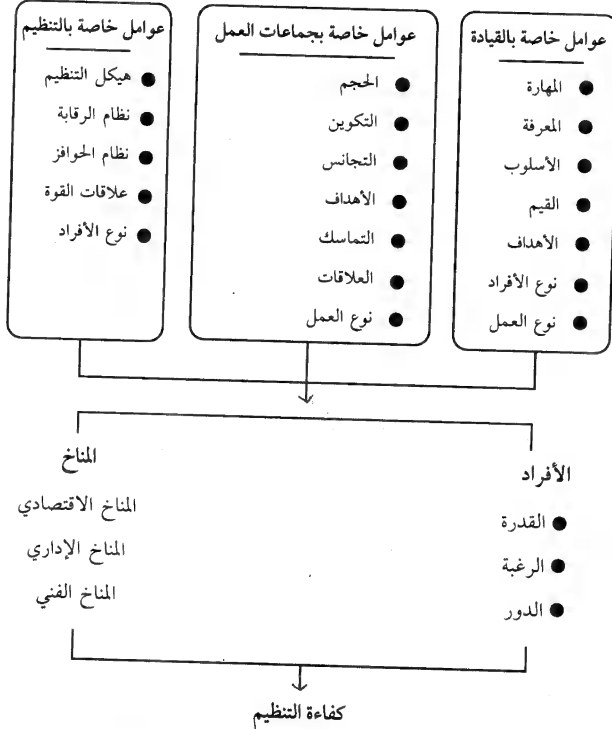 عوامل خاصة بالقيادة
المهارة
المعرفة
الأسلوب
القيم
الأهداف
نوع الأفراد
نوع العمل
عوامل خاصة بجماعات العمل
الحجم
التكوين
التجانس
الأهداف
التماسك
العلاقات
نوع العمل
عوامل خاصة بالتنظيم
هيكل التنظيم
نظام الرقابة
نظام الحوافز
علاقات القوة
نوع الأفراد
الأفراد
القدرة
الرغبة
الدور
المناخ
المناخ الاقتصادي
المناخ الإداري
المناخ الفني
كفاءة التنظيم